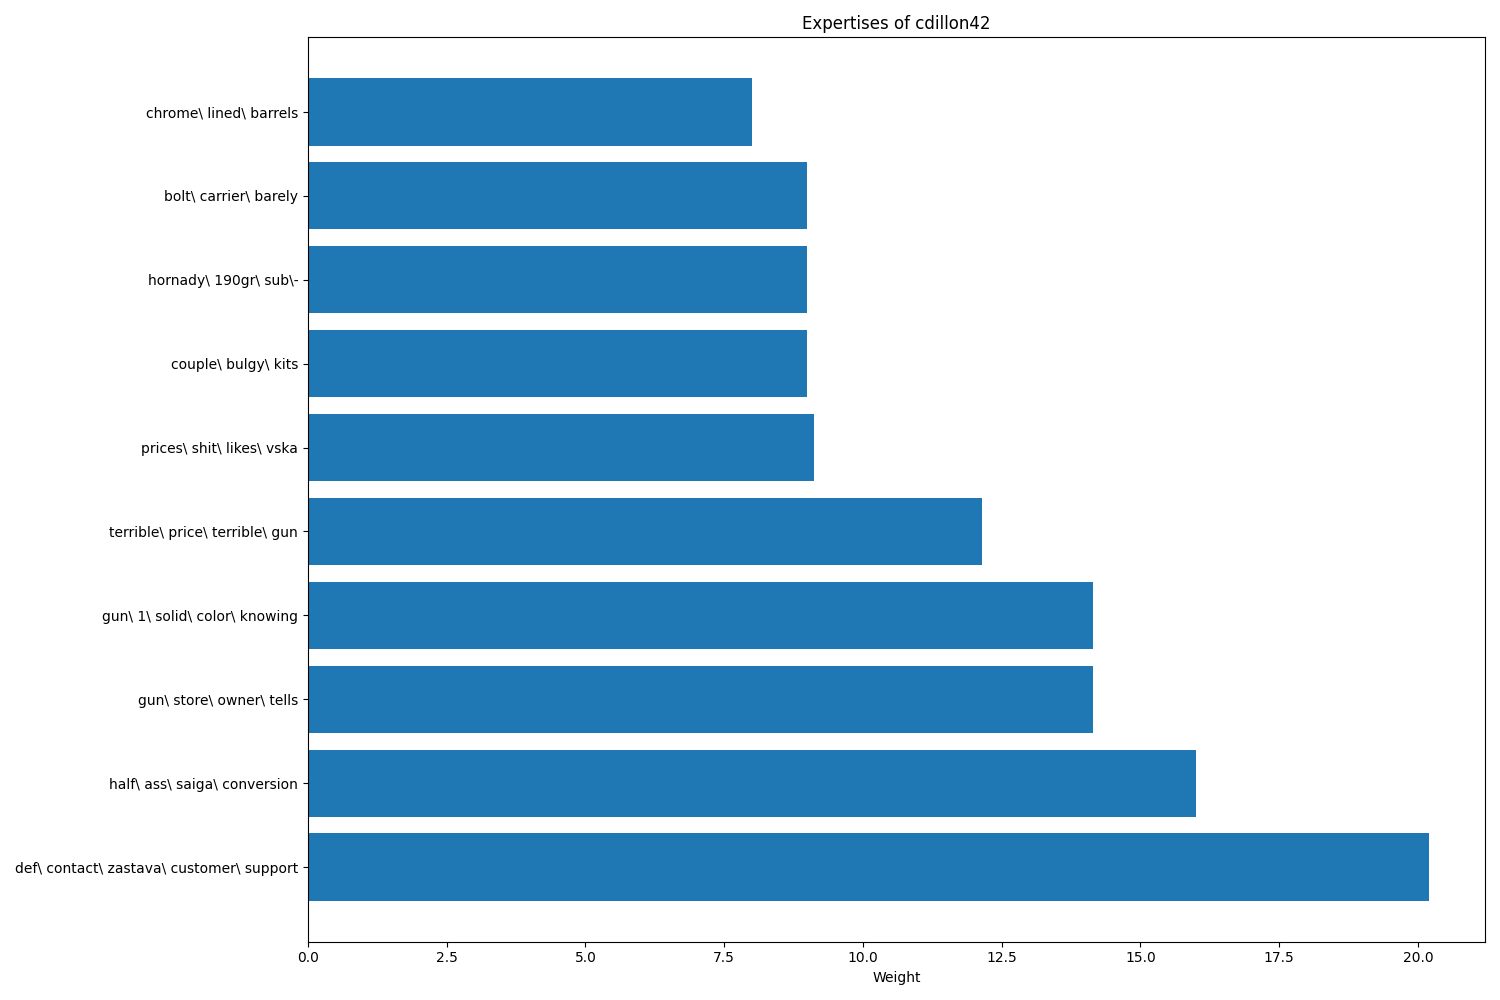 Expertises of cdillon42
chrome\ lined\ barrels
bolt\ carrier\ barely
hornady\ 190gr\ sub\-
couple\ bulgy\ kits
prices\ shit\ likes\ vska
terrible\ price\ terrible\ gun
gun\ 1\ solid\ color\ knowing
gun\ store\ owner\ tells
half\ ass\ saiga\ conversion
def\ contact\ zastava\ customer\ support
0.0 2.5 5.0 7.5 10.0 12.5 15.0 17.5 20.0
Weight